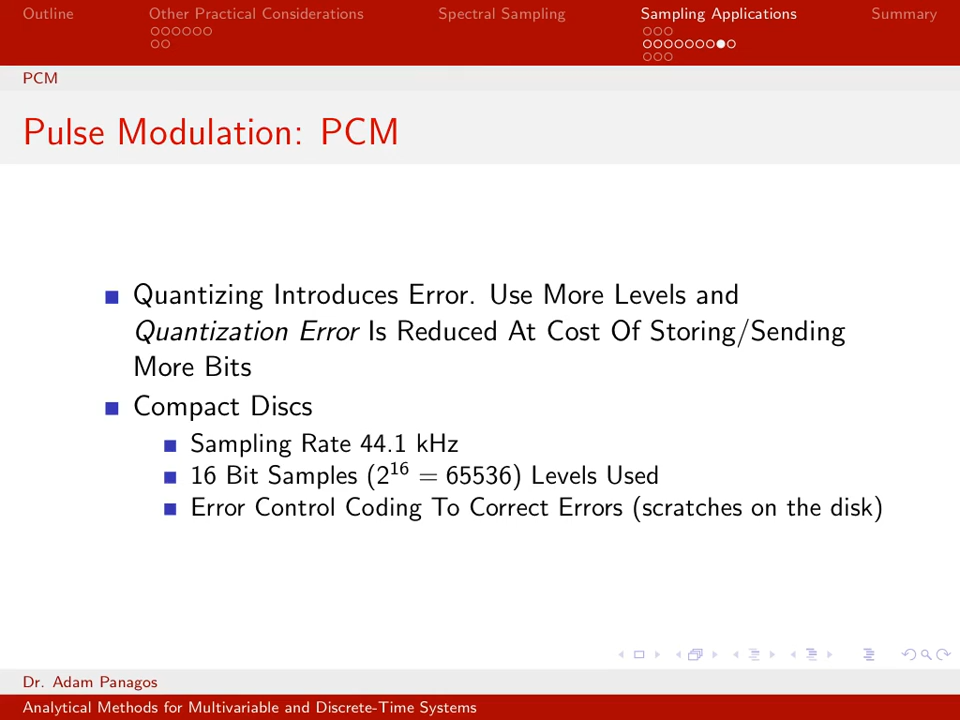 Outline Other Practical Considerations Spectral Sampling Sampling Applications Summary
PCM
Pulse Modulation: PCM
Quantizing Introduces Error. Use More Levels and
Quantization Error Is Reduced At Cost Of Storing/Sending
More Bits
Compact Discs
Sampling Rate 44.1 kHz
16 Bit Samples (2^16 = 65536) Levels Used
Error Control Coding To Correct Errors (scratches on the disk)
Dr. Adam Panagos
Analytical Methods for Multivariable and Discrete-Time Systems